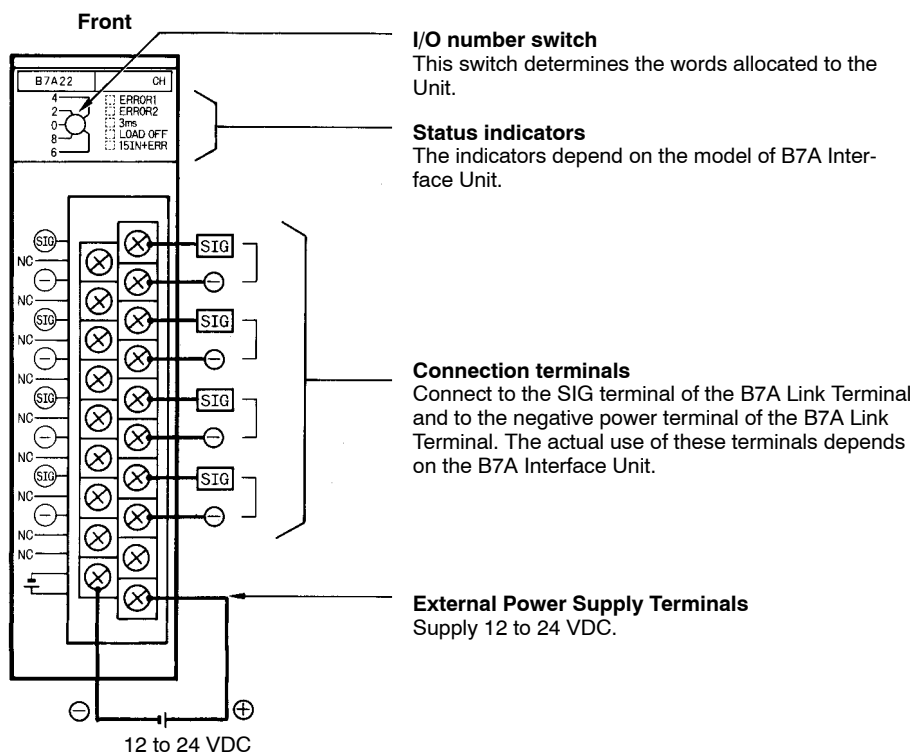 Front
I/O number switch
This switch determines the words allocated to the
Unit.
B7A22 CH
4
2
0
8
6
ERROR1
ERROR2
3ms
LOAD OFF
15IN+ERR
Status indicators
The indicators depend on the model of B7A Inter-
face Unit.
SIG
NC
NC
SIG
NC
NC
SIG
NC
NC
SIG
NC
NC
NC
SIG
SIG
SIG
SIG
Connection terminals
Connect to the SIG terminal of the B7A Link Terminal
and to the negative power terminal of the B7A Link
Terminal. The actual use of these terminals depends
on the B7A Interface Unit.
External Power Supply Terminals
Supply 12 to 24 VDC.
12 to 24 VDC